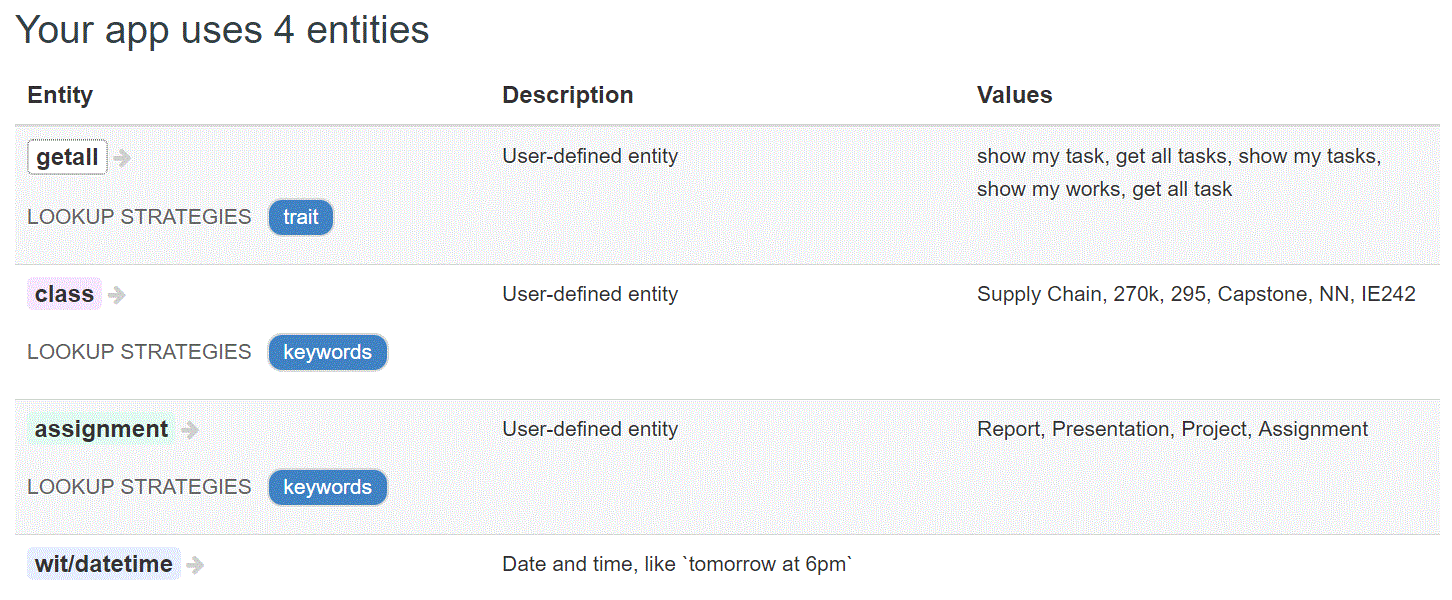 Your app uses 4 entities
Entity Description Values
getall User-defined entity show my task, get all tasks, show my tasks,
show my works, get all task
LOOKUP STRATEGIES trait
class User-defined entity Supply Chain, 270k, 295, Capstone, NN, IE242
LOOKUP STRATEGIES keywords
assignment User-defined entity Report, Presentation, Project, Assignment
LOOKUP STRATEGIES keywords
wit/datetime Date and time, like `tomorrow at 6pm`